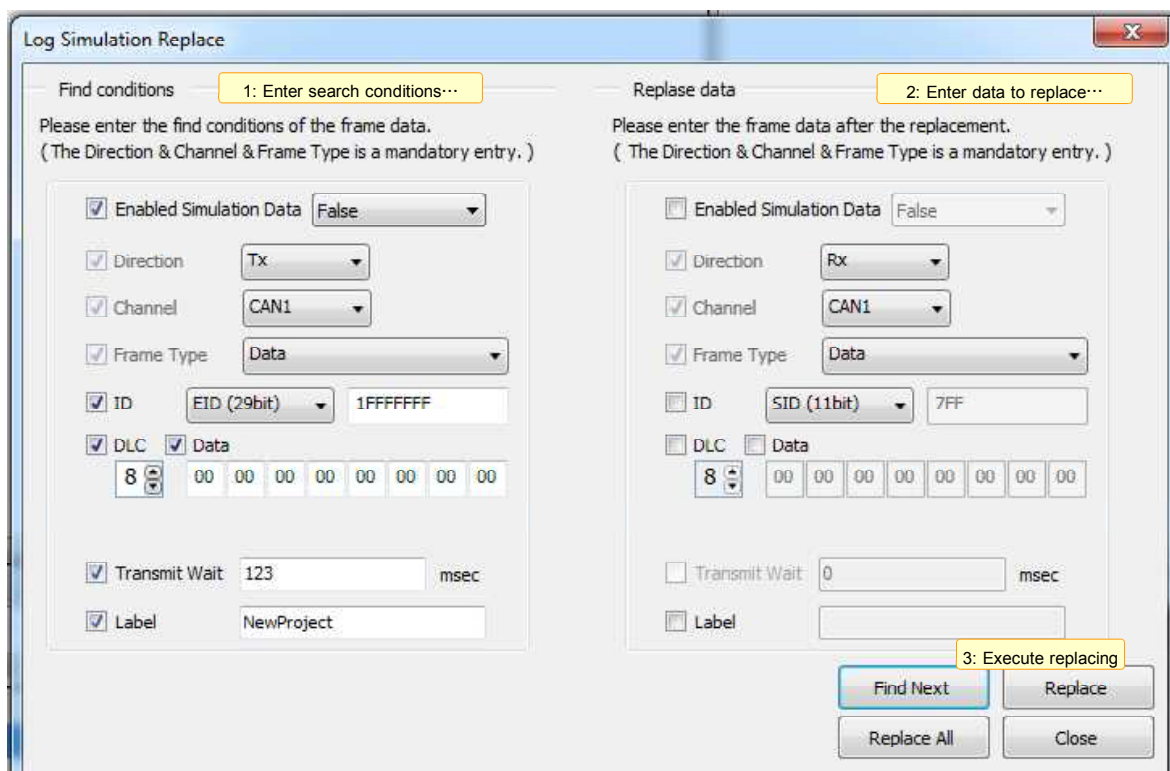 Log Simulation Replace
Find conditions
1: Enter search conditions…
Please enter the find conditions of the frame data.
( The Direction & Channel & Frame Type is a mandatory entry. )
Enabled Simulation Data False
Direction Tx
Channel CAN1
Frame Type Data
ID EID (29bit) 1FFFFFFF
DLC Data
8 00 00 00 00 00 00 00 00
Transmit Wait 123 msec
Label NewProject
Replase data
2: Enter data to replace…
Please enter the frame data after the replacement.
( The Direction & Channel & Frame Type is a mandatory entry. )
Enabled Simulation Data False
Direction Rx
Channel CAN1
Frame Type Data
ID SID (11bit) 7FF
DLC Data
8 00 00 00 00 00 00 00 00
Transmit Wait 0 msec
Label
3: Execute replacing
Find Next Replace
Replace All Close